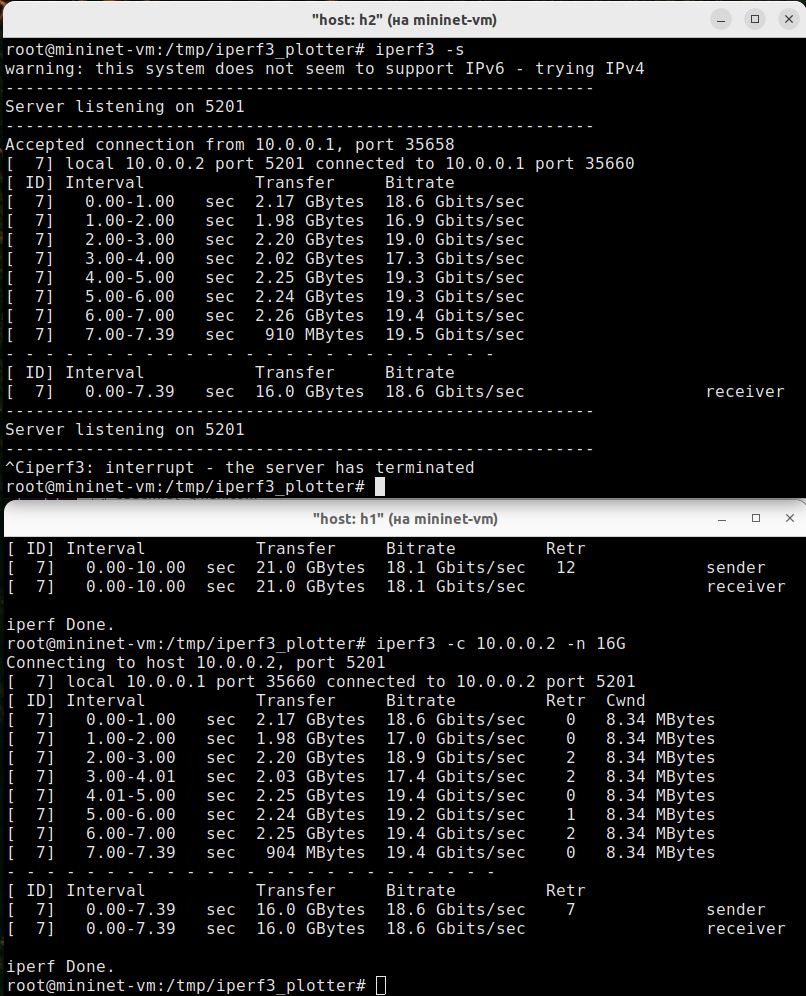 "host: h2" (на mininet-vm)
root@mininet-vm:/tmp/iperf3_plotter# iperf3 -s
warning: this system does not seem to support IPv6 - trying IPv4
-----------------------------------------------------------
Server listening on 5201
-----------------------------------------------------------
Accepted connection from 10.0.0.1, port 35658
[  7] local 10.0.0.2 port 5201 connected to 10.0.0.1 port 35660
[ ID] Interval           Transfer     Bitrate
[  7]   0.00-1.00   sec  2.17 GBytes  18.6 Gbits/sec
[  7]   1.00-2.00   sec  1.98 GBytes  16.9 Gbits/sec
[  7]   2.00-3.00   sec  2.20 GBytes  19.0 Gbits/sec
[  7]   3.00-4.00   sec  2.02 GBytes  17.3 Gbits/sec
[  7]   4.00-5.00   sec  2.25 GBytes  19.3 Gbits/sec
[  7]   5.00-6.00   sec  2.24 GBytes  19.3 Gbits/sec
[  7]   6.00-7.00   sec  2.26 GBytes  19.4 Gbits/sec
[  7]   7.00-7.39   sec   910 MBytes  19.5 Gbits/sec
- - - - - - - - - - - - - - - - - - - - - - - - -
[ ID] Interval           Transfer     Bitrate
[  7]   0.00-7.39   sec  16.0 GBytes  18.6 Gbits/sec                  receiver
-----------------------------------------------------------
Server listening on 5201
-----------------------------------------------------------
^Ciperf3: interrupt - the server has terminated
root@mininet-vm:/tmp/iperf3_plotter#
"host: h1" (на mininet-vm)
[ ID] Interval           Transfer     Bitrate         Retr
[  7]   0.00-10.00  sec  21.0 GBytes  18.1 Gbits/sec   12             sender
[  7]   0.00-10.00  sec  21.0 GBytes  18.1 Gbits/sec                  receiver
iperf Done.
root@mininet-vm:/tmp/iperf3_plotter# iperf3 -c 10.0.0.2 -n 16G
Connecting to host 10.0.0.2, port 5201
[  7] local 10.0.0.1 port 35660 connected to 10.0.0.2 port 5201
[ ID] Interval           Transfer     Bitrate         Retr  Cwnd
[  7]   0.00-1.00   sec  2.17 GBytes  18.6 Gbits/sec    0   8.34 MBytes
[  7]   1.00-2.00   sec  1.98 GBytes  17.0 Gbits/sec    0   8.34 MBytes
[  7]   2.00-3.00   sec  2.20 GBytes  18.9 Gbits/sec    2   8.34 MBytes
[  7]   3.00-4.01   sec  2.03 GBytes  17.4 Gbits/sec    2   8.34 MBytes
[  7]   4.01-5.00   sec  2.25 GBytes  19.4 Gbits/sec    0   8.34 MBytes
[  7]   5.00-6.00   sec  2.24 GBytes  19.2 Gbits/sec    1   8.34 MBytes
[  7]   6.00-7.00   sec  2.25 GBytes  19.4 Gbits/sec    2   8.34 MBytes
[  7]   7.00-7.39   sec   904 MBytes  19.4 Gbits/sec    0   8.34 MBytes
- - - - - - - - - - - - - - - - - - - - - - - - -
[ ID] Interval           Transfer     Bitrate         Retr
[  7]   0.00-7.39   sec  16.0 GBytes  18.6 Gbits/sec    7             sender
[  7]   0.00-7.39   sec  16.0 GBytes  18.6 Gbits/sec                  receiver
iperf Done.
root@mininet-vm:/tmp/iperf3_plotter#